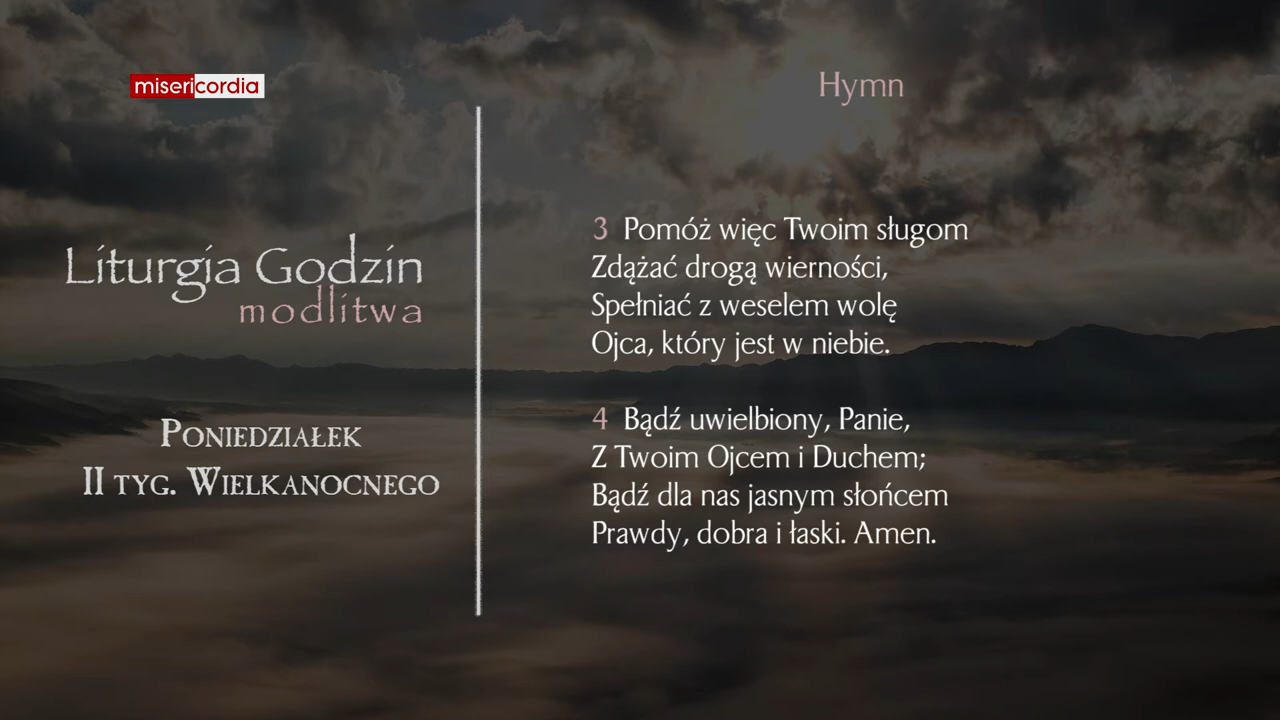 misericordia
Liturgia Godzin
modlitwa
Poniedziałek
II tyg. Wielkanocnego
Hymn
3 Pomóż więc Twoim sługom
Zdążać drogą wierności,
Spełniać z weselem wolę
Ojca, który jest w niebie.
4 Bądź uwielbiony, Panie,
Z Twoim Ojcem i Duchem;
Bądź dla nas jasnym słońcem
Prawdy, dobra i łaski. Amen.